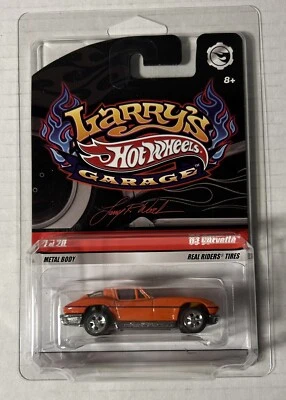 8+
Larry's
Hot Wheels
GARAGE
'63 Corvette
METAL BODY
REAL RIDERS TIRES